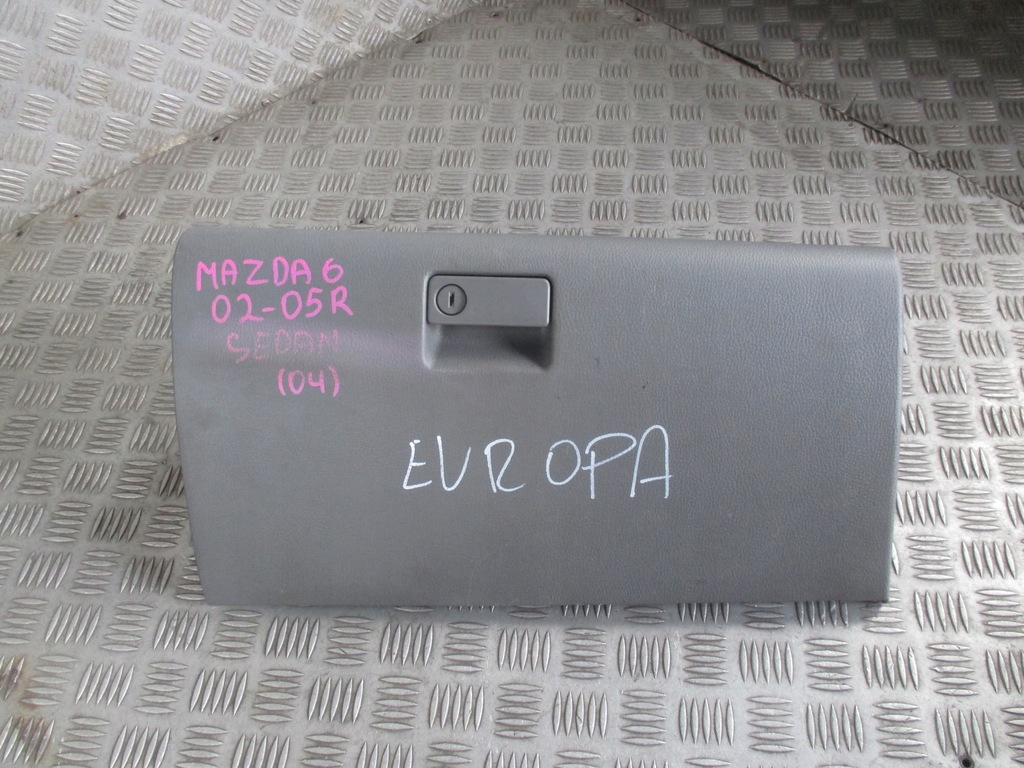 MAZDA 6
02-05R
SEDAN
(04)
EUROPA